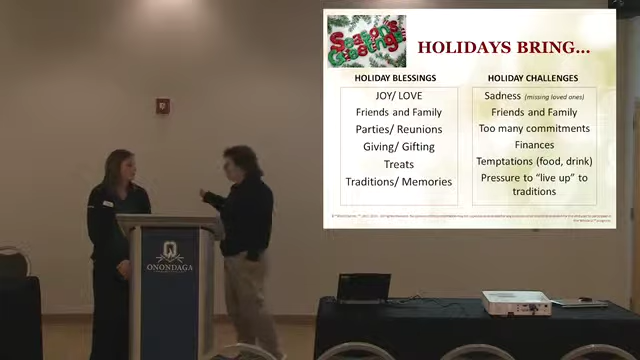 Season's
Greetings
HOLIDAYS BRING...
HOLIDAY BLESSINGS
JOY/ LOVE
Friends and Family
Parties/ Reunions
Giving/ Gifting
Treats
Traditions/ Memories
HOLIDAY CHALLENGES
Sadness (missing loved ones)
Friends and Family
Too many commitments
Finances
Temptations (food, drink)
Pressure to "live up" to
traditions
ONONDAGA